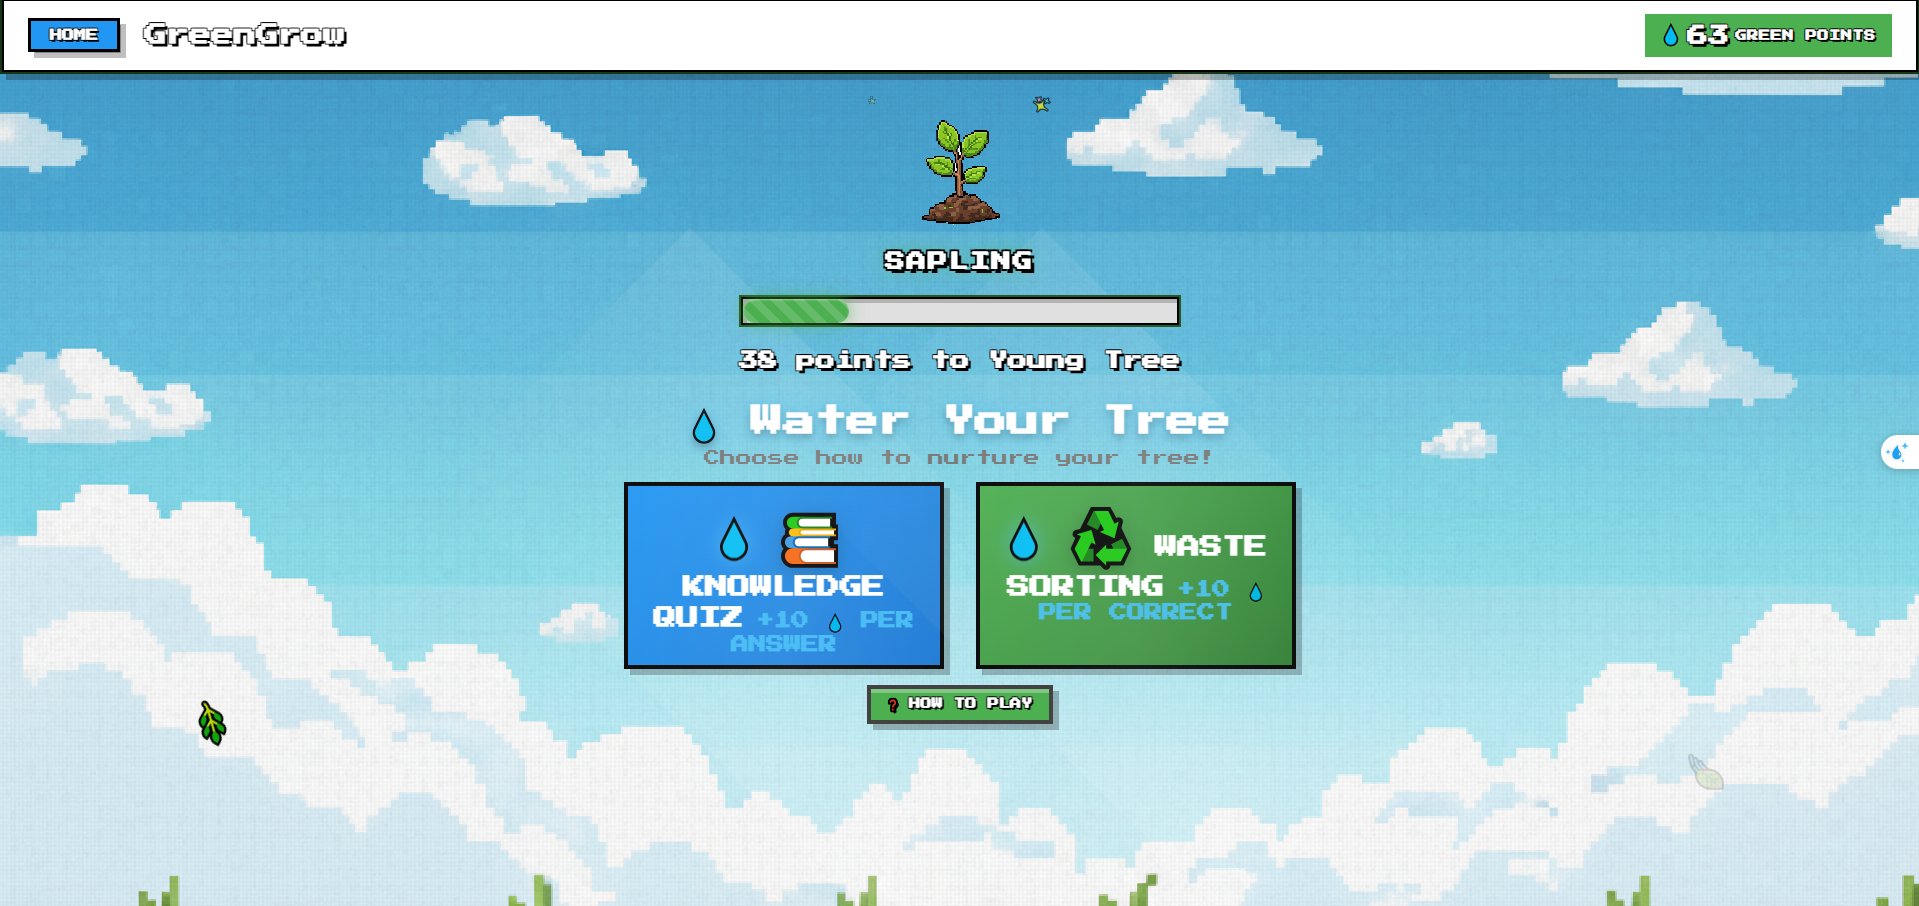 HOME
GreenGrow
63 GREEN POINTS
SAPLING
38 points to Young Tree
Water Your Tree
Choose how to nurture your tree!
KNOWLEDGE
QUIZ +10 PER
ANSWER
WASTE
SORTING +10
PER CORRECT
? HOW TO PLAY